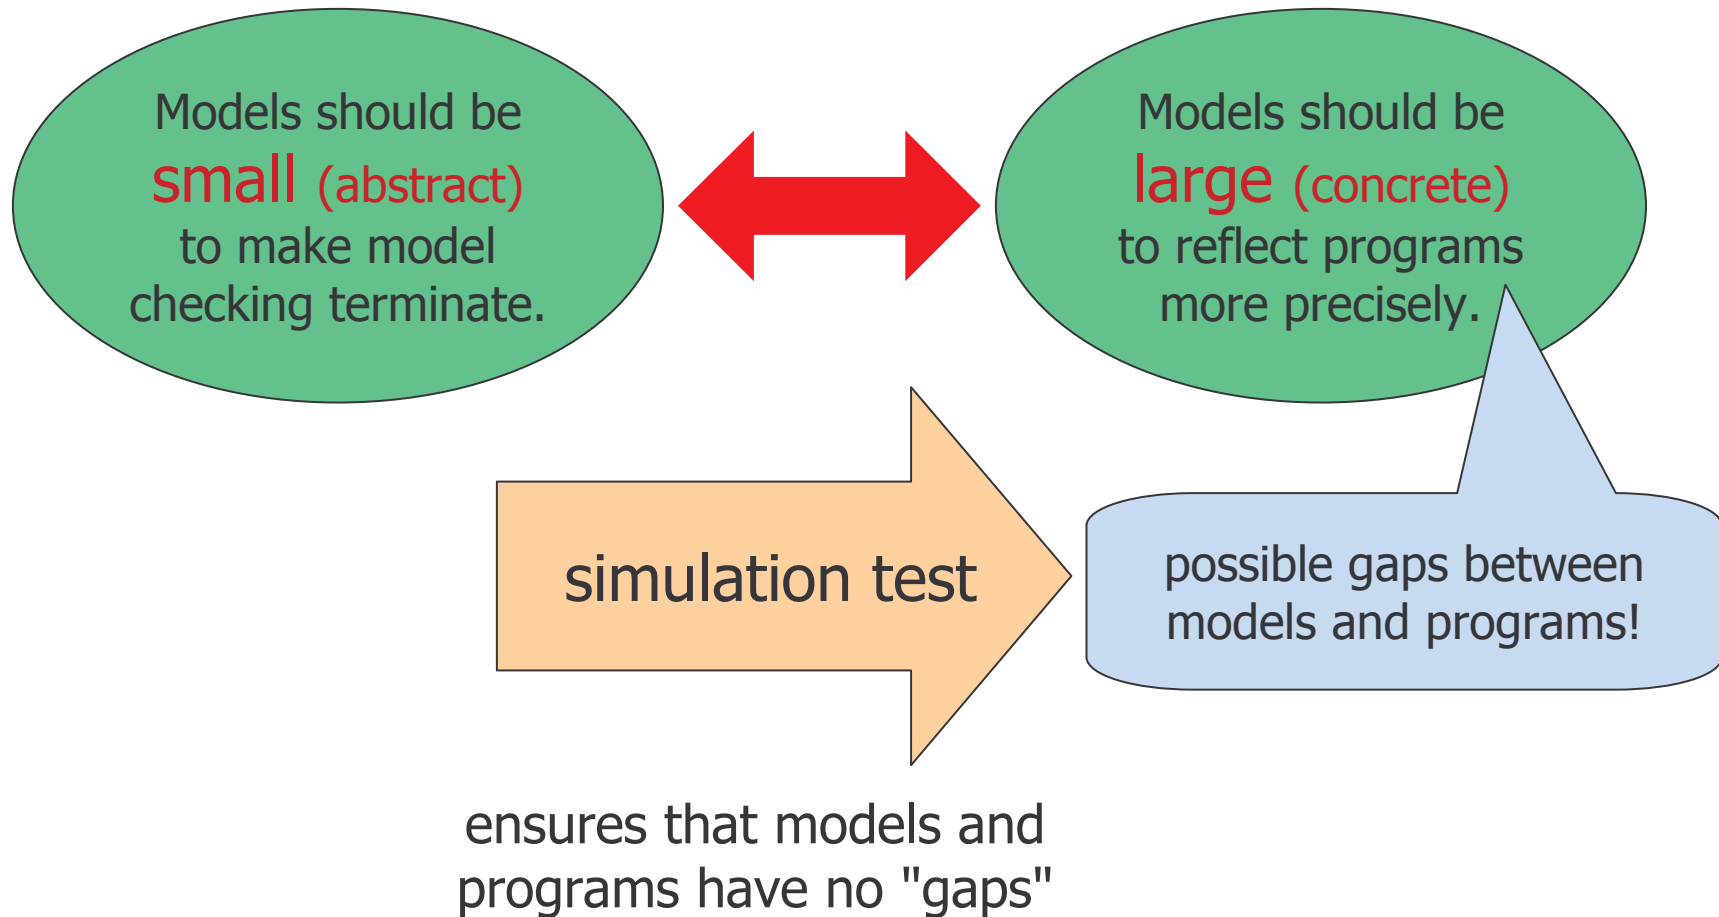 Models should be
small (abstract)
to make model
checking terminate.
Models should be
large (concrete)
to reflect programs
more precisely.
simulation test
possible gaps between
models and programs!
ensures that models and
programs have no "gaps"